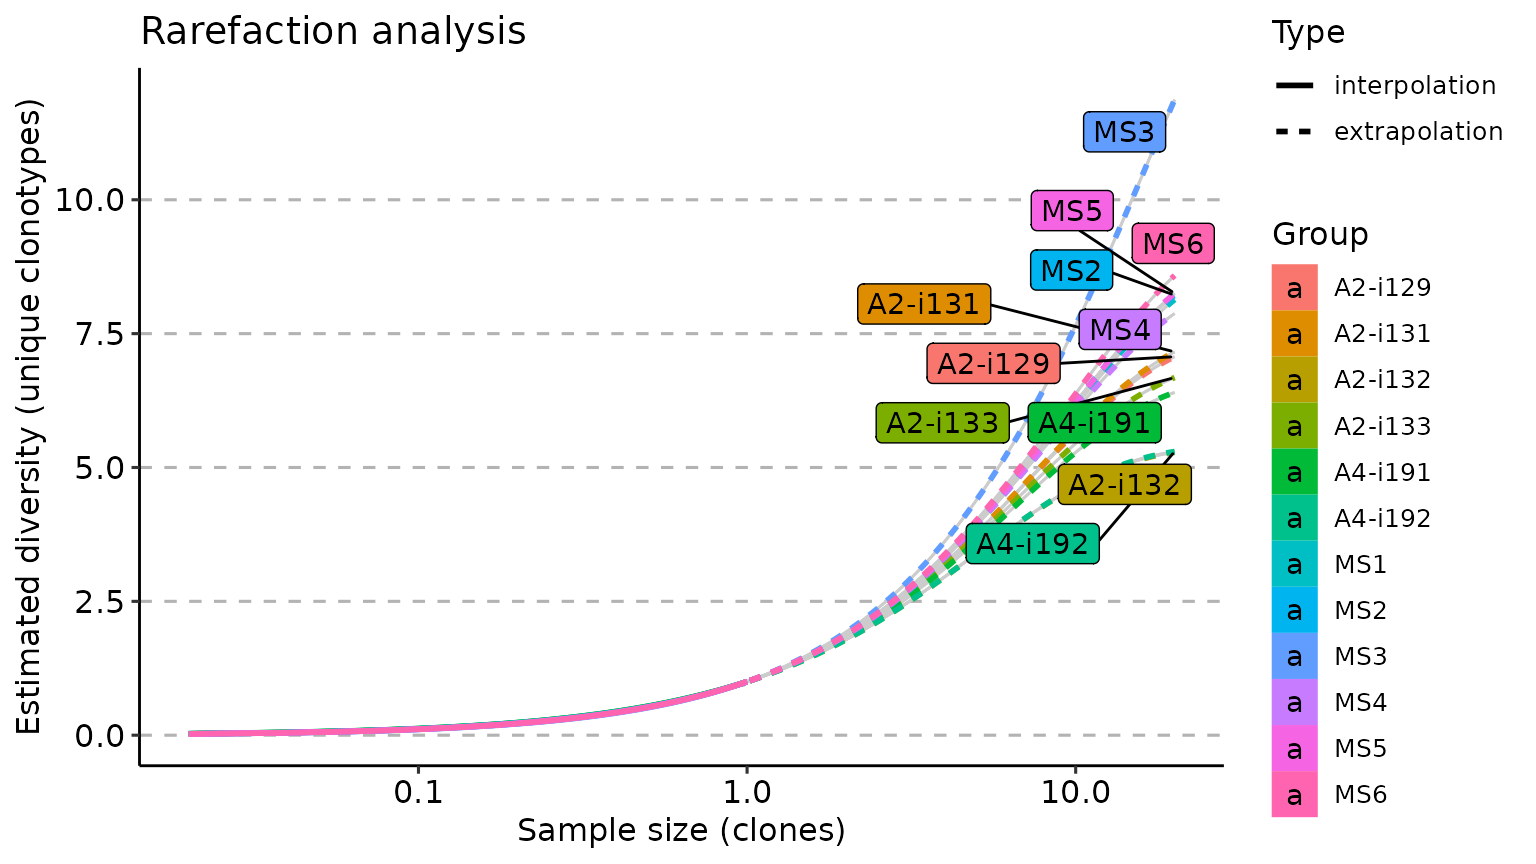 Rarefaction analysis
Estimated diversity (unique clonotypes)
10.0
7.5
5.0
2.5
0.0
0.1
1.0
10.0
Sample size (clones)
MS3
MS5
MS6
MS2
A2-i131
MS4
A2-i129
A2-i133
A4-i191
A2-i132
A4-i192
Type
interpolation
extrapolation
Group
a A2-i129
a A2-i131
a A2-i132
a A2-i133
a A4-i191
a A4-i192
a MS1
a MS2
a MS3
a MS4
a MS5
a MS6